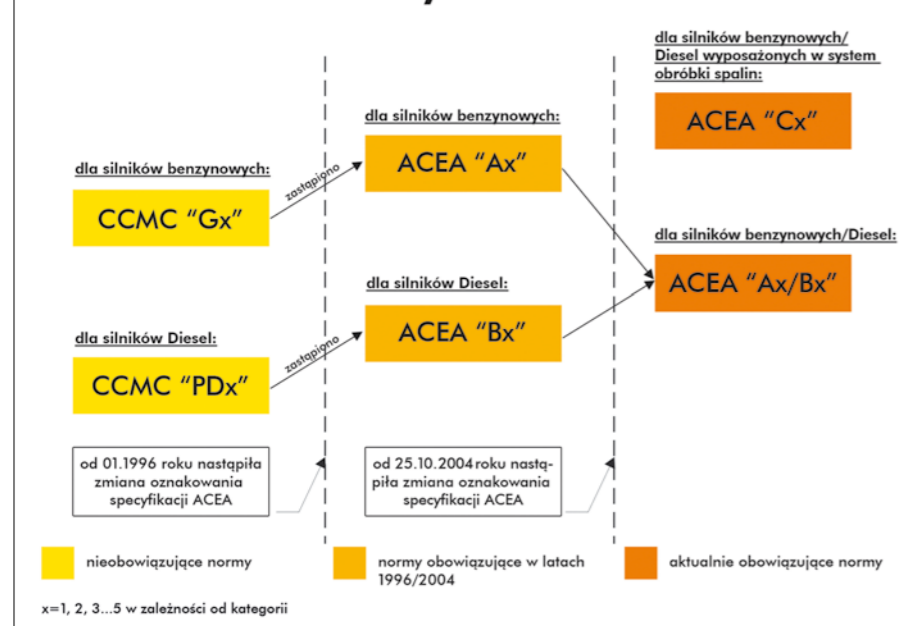 dla silników benzynowych/
Diesel wyposażonych w system
obróbki spalin:
ACEA “Cx”
dla silników benzynowych:
ACEA “Ax”
dla silników benzynowych:
CCMC “Gx”
zastąpiono
dla silników benzynowych/Diesel:
ACEA “Ax/Bx”
dla silników Diesel:
ACEA “Bx”
dla silników Diesel:
CCMC “PDx”
zastąpiono
od 01.1996 roku nastąpiła
zmiana oznakowania
specyfikacji ACEA
od 25.10.2004 roku nastą-
piła zmiana oznakowania
specyfikacji ACEA
nieobowiązujące normy
normy obowiązujące w latach
1996/2004
aktualnie obowiązujące normy
x=1, 2, 3...5 w zależności od kategorii